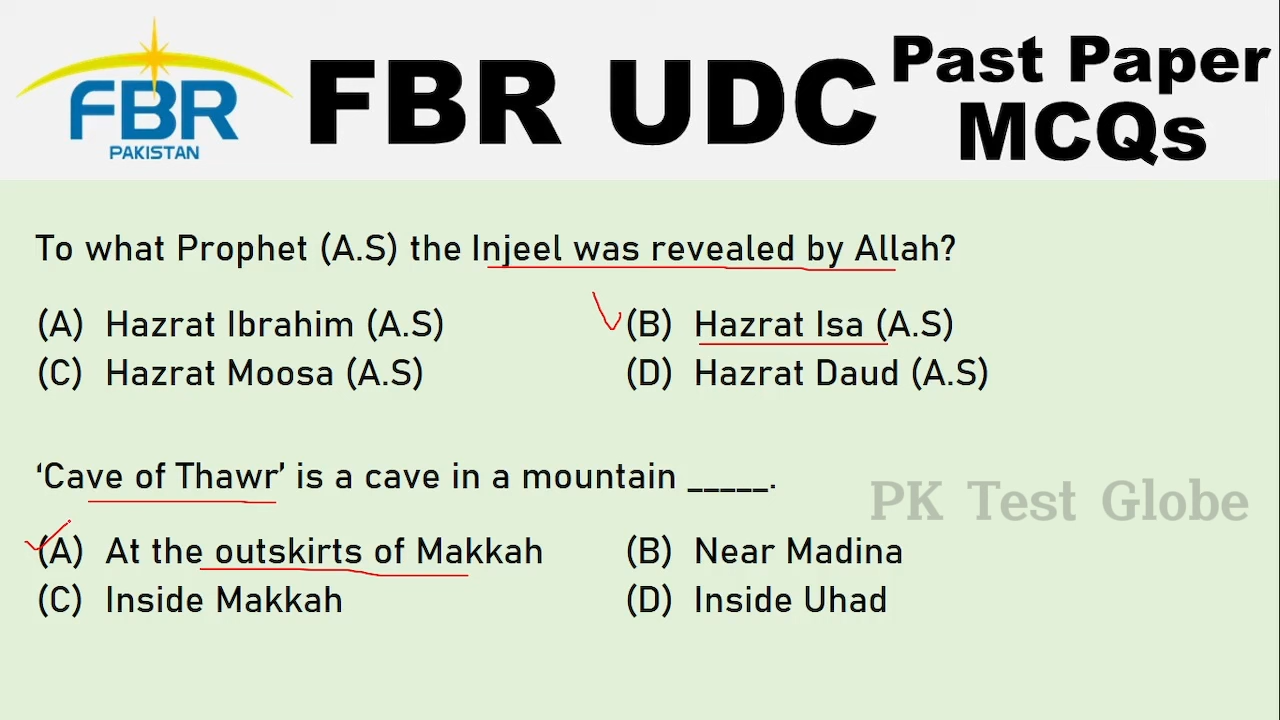 FBR
PAKISTAN
FBR UDC
Past Paper
MCQs
To what Prophet (A.S) the Injeel was revealed by Allah?
(A) Hazrat Ibrahim (A.S) (B) Hazrat Isa (A.S)
(C) Hazrat Moosa (A.S) (D) Hazrat Daud (A.S)
‘Cave of Thawr’ is a cave in a mountain _____.
PK Test Globe
(A) At the outskirts of Makkah (B) Near Madina
(C) Inside Makkah (D) Inside Uhad